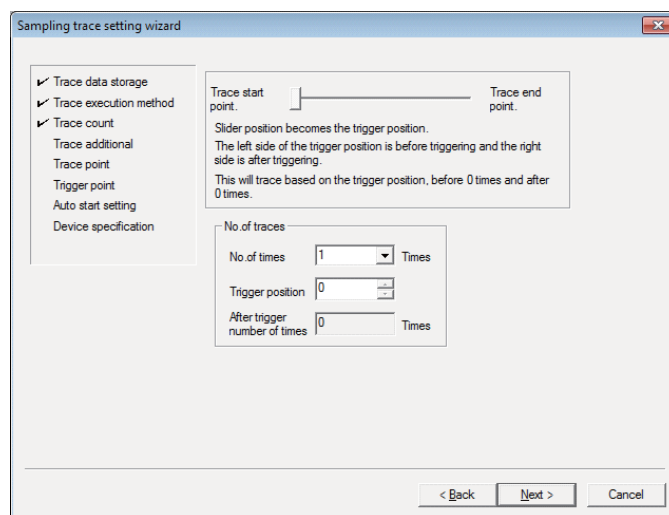 Sampling trace setting wizard
Trace data storage
Trace execution method
Trace count
Trace additional
Trace point
Trigger point
Auto start setting
Device specification
Trace start
point.
Trace end
point.
Slider position becomes the trigger position.
The left side of the trigger position is before triggering and the right
side is after triggering.
This will trace based on the trigger position, before 0 times and after
0 times.
No.of traces
No.of times 1 Times
Trigger position 0
After trigger
number of times 0 Times
< Back Next > Cancel